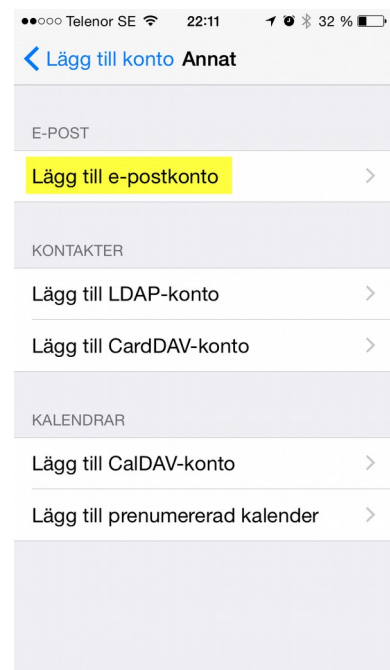 Telenor SE 22:11 32 %
Lägg till konto Annat
E-POST
Lägg till e-postkonto
KONTAKTER
Lägg till LDAP-konto
Lägg till CardDAV-konto
KALENDRAR
Lägg till CalDAV-konto
Lägg till prenumererad kalender